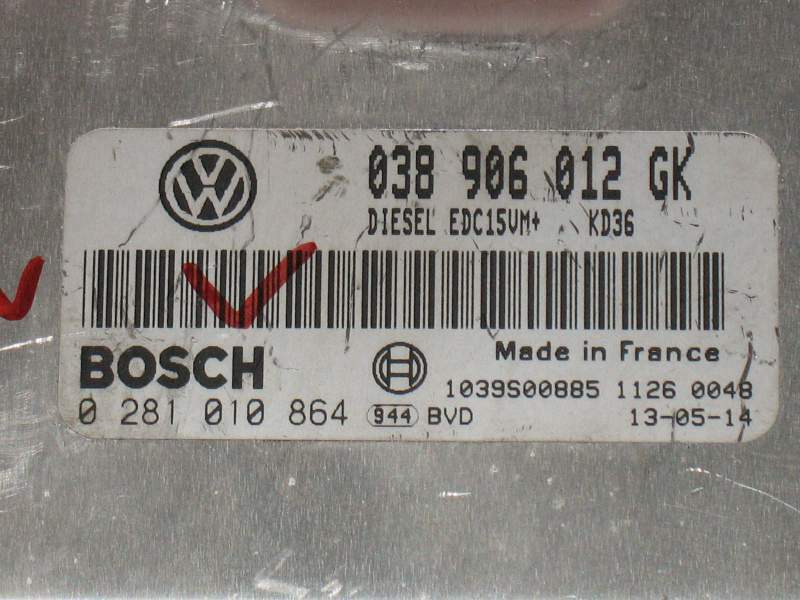 038 906 012 GK
DIESEL EDC15VM+ KD36
BOSCH
Made in France
1039S00885 1126 0048
0 281 010 864 944 BVD 13-05-14